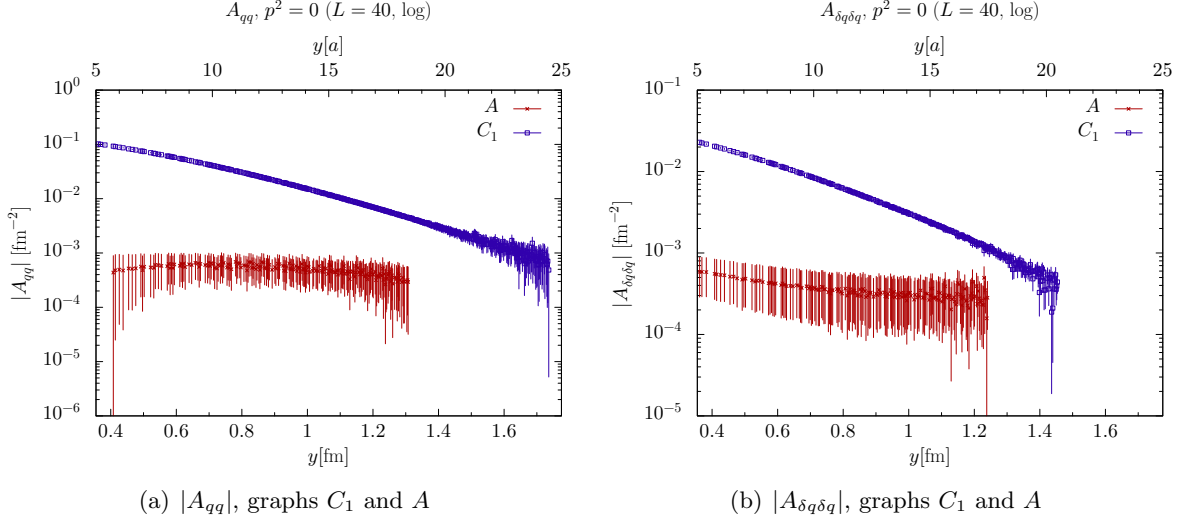 A_{qq}, p^2 = 0 (L = 40, log)
y[a]
5 10 15 20 25
10^0
10^{-1}
10^{-2}
10^{-3}
10^{-4}
10^{-5}
10^{-6}
|A_{qq}| [fm^{-2}]
A
C_1
0.4 0.6 0.8 1 1.2 1.4 1.6
y[fm]
(a) |A_{qq}|, graphs C_1 and A
A_{δqδq}, p^2 = 0 (L = 40, log)
y[a]
5 10 15 20 25
10^{-1}
10^{-2}
10^{-3}
10^{-4}
10^{-5}
|A_{δqδq}| [fm^{-2}]
A
C_1
0.4 0.6 0.8 1 1.2 1.4 1.6
y[fm]
(b) |A_{δqδq}|, graphs C_1 and A